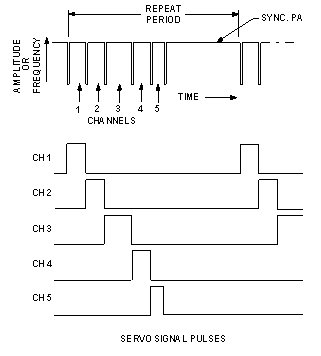 REPEAT
PERIOD
SYNC. PA
AMPLITUDE
OR
FREQUENCY
TIME
1 2 3 4 5
CHANNELS
CH 1
CH 2
CH 3
CH 4
CH 5
SERVO SIGNAL PULSES